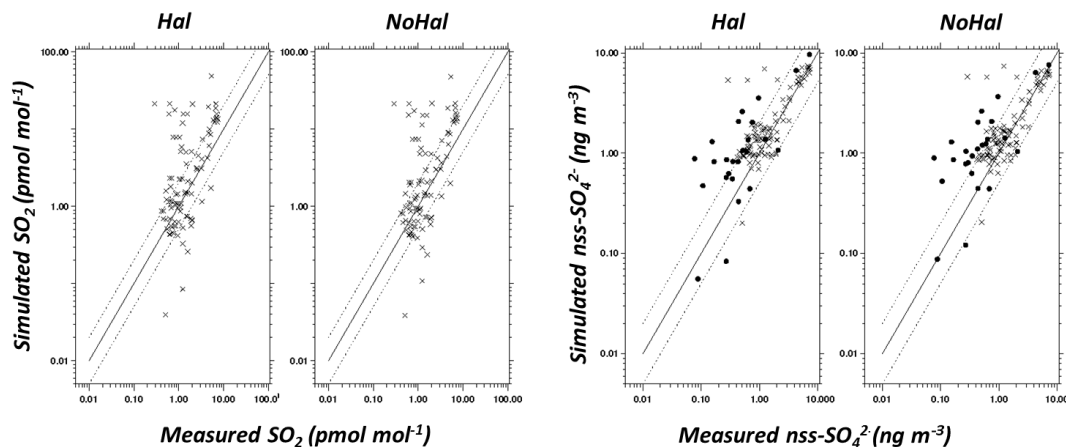 Hal
NoHal
Hal
NoHal
Simulated SO2 (pmol mol-1)
100.00
1.00
0.01
0.01 0.10 1.00 10.00 100.00
100.00
1.00
0.01
0.01 0.10 1.00 10.00 100.00
Measured SO2 (pmol mol-1)
Simulated nss-SO42- (ng m-3)
10.00
1.00
0.10
0.01
0.01 0.10 1.00 10.00
10.00
1.00
0.10
0.01
0.01 0.10 1.00 10.00
Measured nss-SO42- (ng m-3)